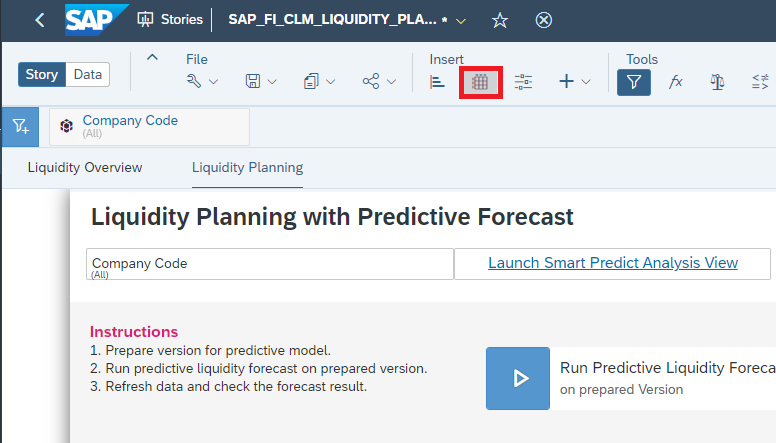 SAP Stories SAP_FI_CLM_LIQUIDITY_PLA... *
File Insert Tools
Story Data
Company Code
(All)
Liquidity Overview Liquidity Planning
Liquidity Planning with Predictive Forecast
Company Code
(All)
Launch Smart Predict Analysis View
Instructions
1. Prepare version for predictive model.
2. Run predictive liquidity forecast on prepared version.
3. Refresh data and check the forecast result.
Run Predictive Liquidity Foreca
on prepared Version